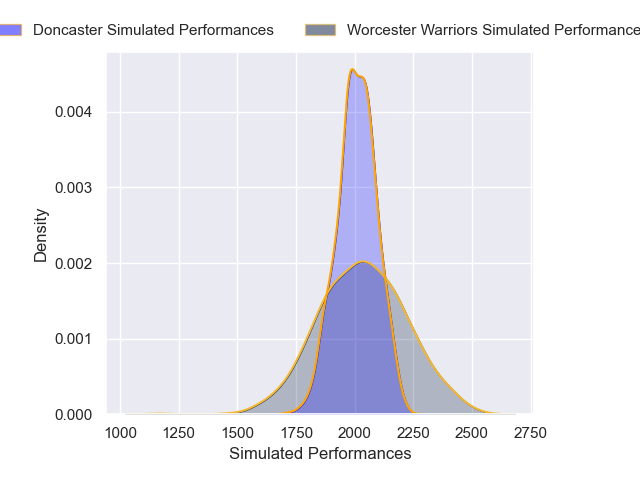 Doncaster Simulated Performances Worcester Warriors Simulated Performance
0.004
0.003
0.002
0.001
0.000
Density
1000 1250 1500 1750 2000 2250 2500 2750
Simulated Performances